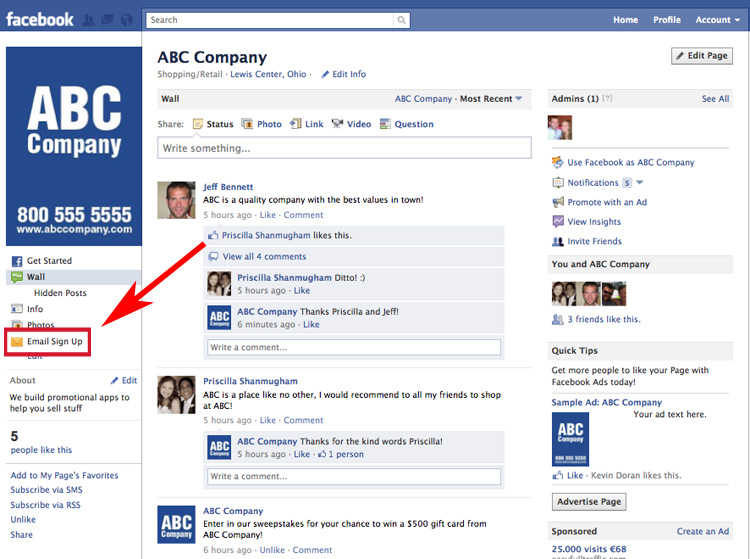 facebook
Search
Home Profile Account
ABC
Company
800 555 5555
www.abccompany.com
Get Started
Wall
Hidden Posts
Info
Photos
Email Sign Up
Edit
About
Edit
We build promotional apps to
help you sell stuff
5
people like this
Add to My Page's Favorites
Subscribe via SMS
Subscribe via RSS
Unlike
Share
ABC Company
Shopping/Retail · Lewis Center, Ohio · Edit Info
Wall
ABC Company · Most Recent
Share: Status Photo Link Video Question
Write something...
Jeff Bennett
ABC is a quality company with the best values in town!
5 hours ago · Like · Comment
Priscilla Shanmugham likes this.
View all 4 comments
Priscilla Shanmugham Ditto! :)
5 hours ago · Like
ABC
Company
ABC Company Thanks Priscilla and Jeff!
6 minutes ago · Like
Write a comment...
Priscilla Shanmugham
ABC is a place like no other, I would recommend to all my friends to shop
at ABC!
5 hours ago · Like · Comment
ABC
Company
ABC Company Thanks for the kind words Priscilla!
5 hours ago · Like · 1 person
Write a comment...
ABC
Company
ABC Company
Enter in our sweepstakes for your chance to win a $500 gift card from
ABC Company!
6 hours ago · Unlike · Comment
Edit Page
Admins (1) [?]
See All
Use Facebook as ABC Company
Notifications 5
Promote with an Ad
View Insights
Invite Friends
You and ABC Company
3 friends like this.
Quick Tips
Get more people to like your Page with
Facebook Ads today!
Sample Ad: ABC Company
ABC
Company
800 555 5555
Your ad text here.
Like · Kevin Doran likes this.
Advertise Page
Sponsored
Create an Ad
25.000 visits €68